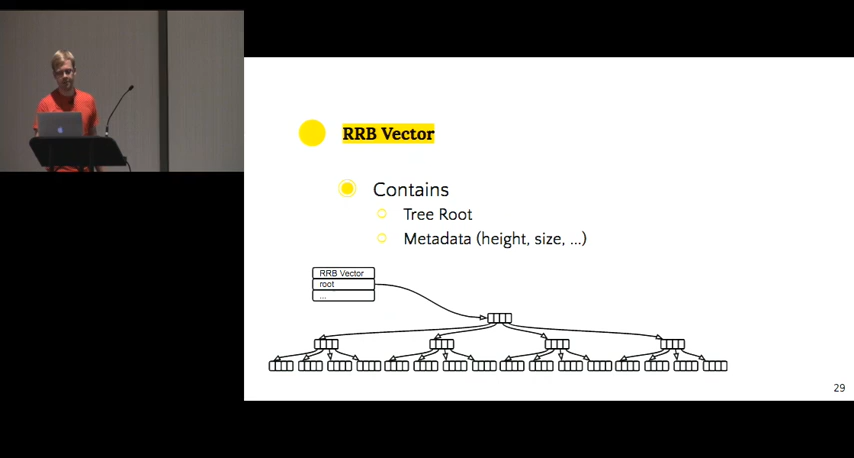 RRB Vector
Contains
Tree Root
Metadata (height, size, ...)
RRB Vector
root
...
29